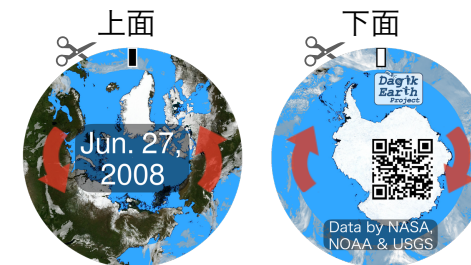 上面
下面
Jun. 27,
2008
Dagik
Earth
Project
Data by NASA,
NOAA & USGS